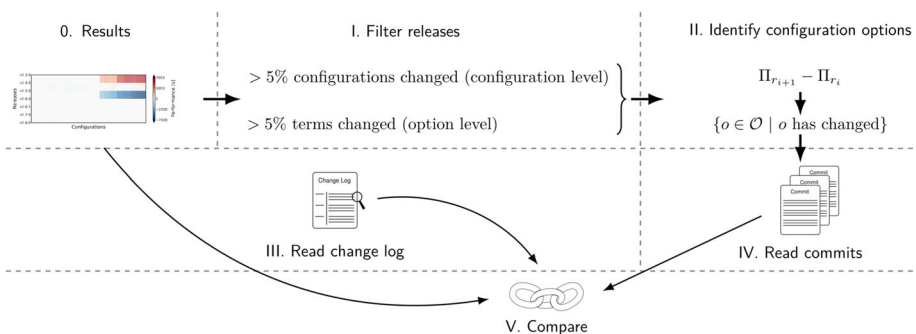 0. Results
I. Filter releases
II. Identify configuration options
Releases
Configurations
Performance [s]
> 5% configurations changed (configuration level)
> 5% terms changed (option level)
Π_{r_{i+1}} − Π_{r_i}
{o ∈ 𝒪 | o has changed}
Change Log
III. Read change log
Commit
Commit
Commit
IV. Read commits
V. Compare